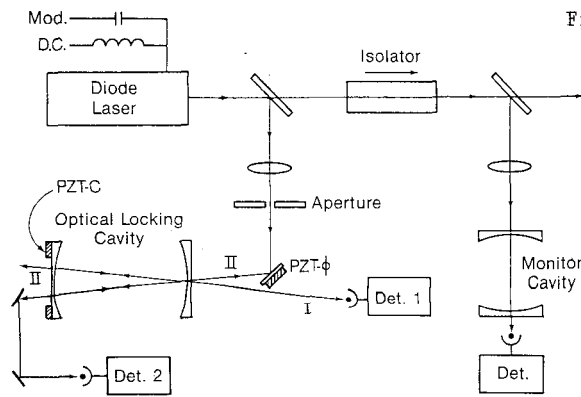 Mod.
D.C.
Diode
Laser
Isolator
PZT-C
Optical Locking
Cavity
Aperture
II
PZT-ϕ
II
I
Det. 1
Monitor
Cavity
Det. 2
Det.